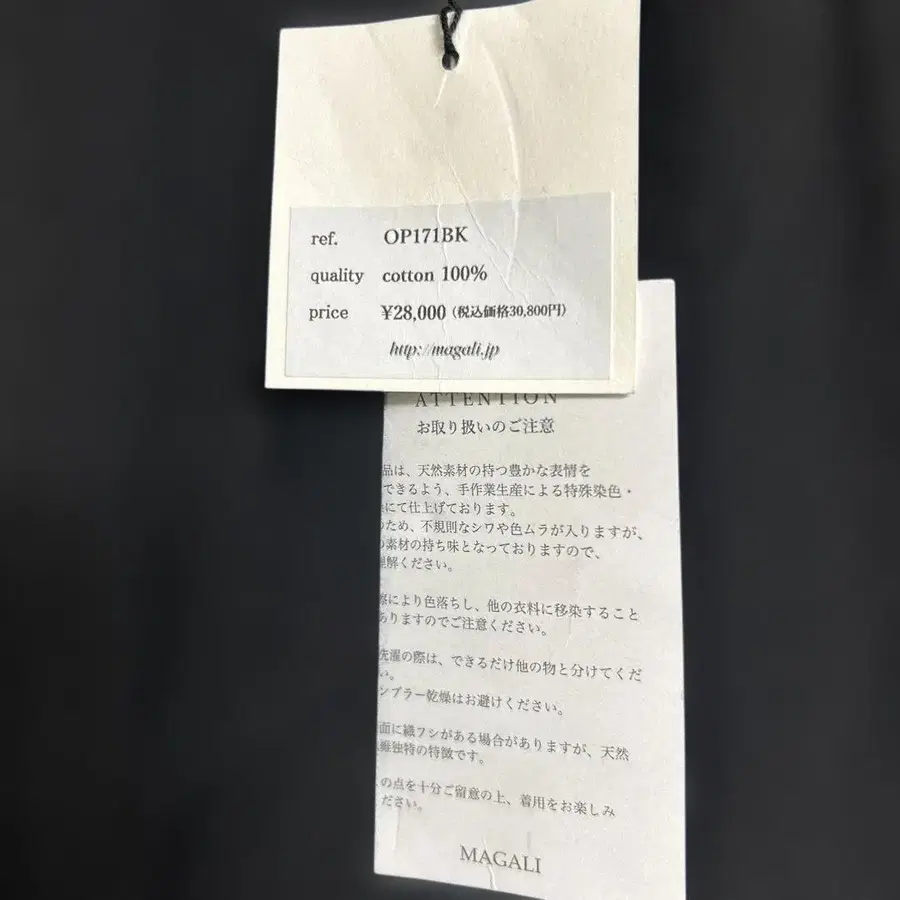 ref. OP171BK
quality cotton 100%
price ¥28,000 (税込価格30,800円)
http://magali.jp
ATTENTION
お取り扱いのご注意
品は、天然素材の持つ豊かな表情を
できるよう、手作業生産による特殊染色・
にて仕上げております。
ため、不規則なシワや色ムラが入りますが、
素材の持ち味となっておりますので、
解ください。
際により色落ちし、他の衣料に移染すること
ありますのでご注意ください。
洗濯の際は、できるだけ他の物と分けてくだ
い。
ンブラー乾燥はお避けください。
面に織フシがある場合がありますが、天然
維独特の特徴です。
の点を十分ご留意の上、着用をお楽しみ
ださい。
MAGALI